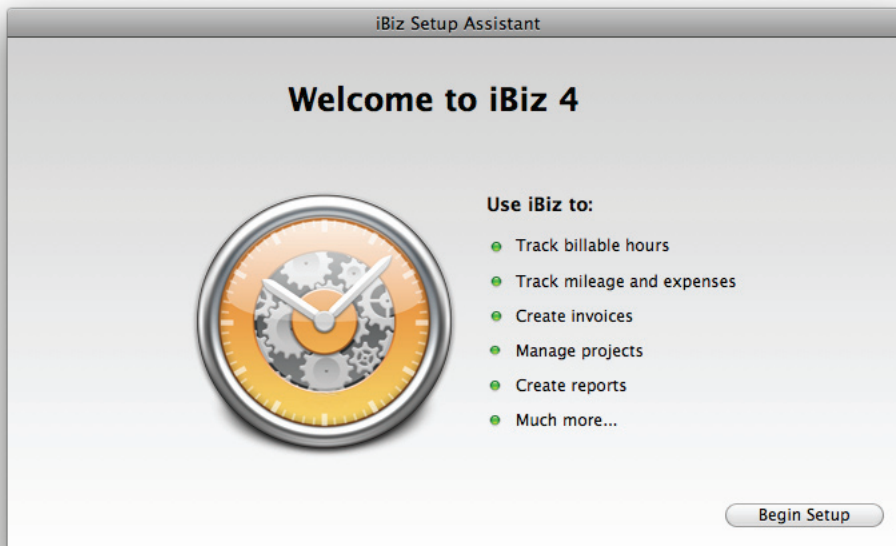 iBiz Setup Assistant
Welcome to iBiz 4
Use iBiz to:
Track billable hours
Track mileage and expenses
Create invoices
Manage projects
Create reports
Much more...
Begin Setup